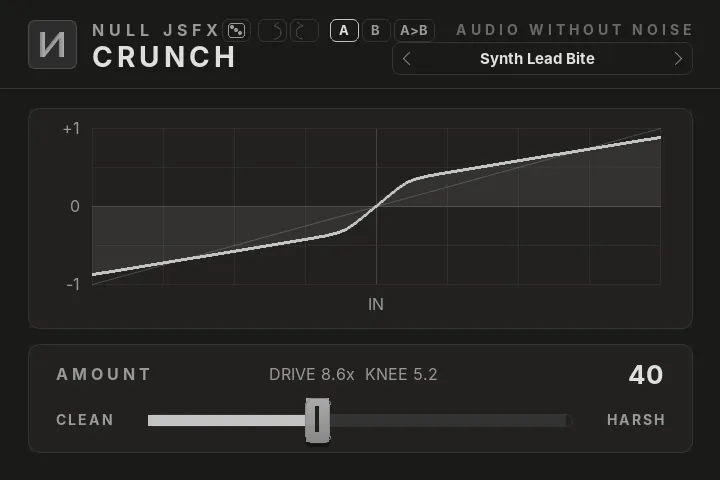 NULL JSFX
A B A>B
AUDIO WITHOUT NOISE
CRUNCH
Synth Lead Bite
+1
0
-1
IN
AMOUNT DRIVE 8.6x KNEE 5.2 40
CLEAN HARSH